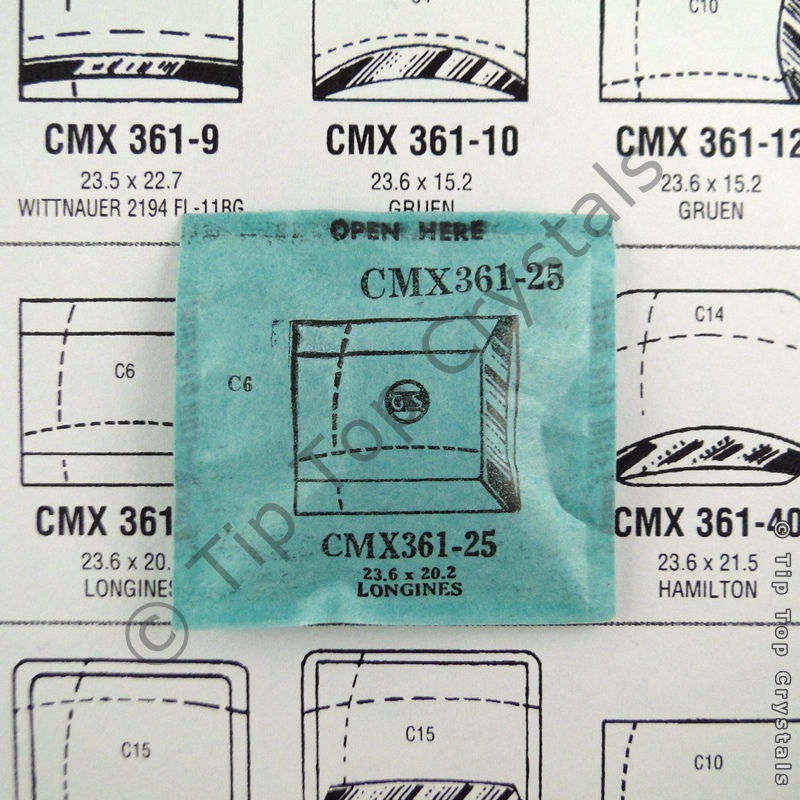 C10
CMX 361-9
23.5 x 22.7
WITTNAUER 2194 FL-11BG
CMX 361-10
23.6 x 15.2
GRUEN
CMX 361-12
23.6 x 15.2
GRUEN
OPEN HERE
CMX361-25
C6
GS
CMX361-25
23.6 x 20.2
LONGINES
C6
CMX 361
23.6 x 20.
LONGINES
C14
CMX 361-40
23.6 x 21.5
HAMILTON
C15
C15
C10
© Tip Top Crystals
© Tip Top Crystals